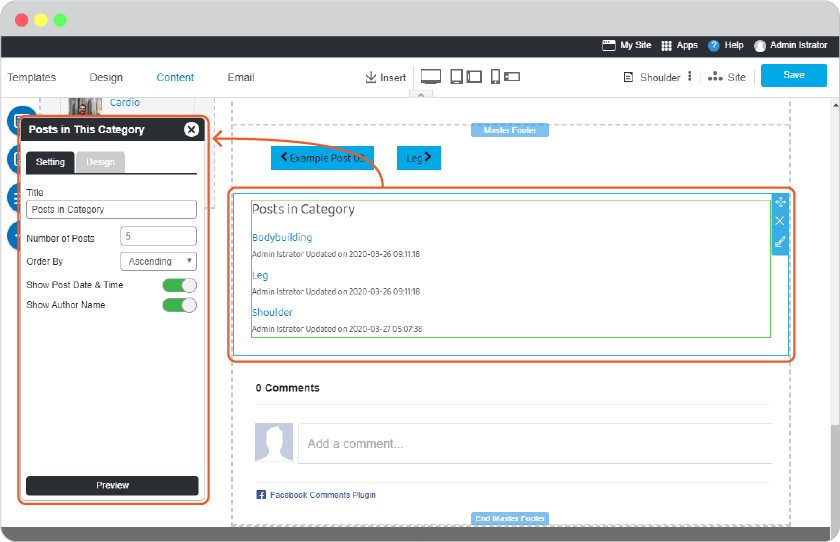 My Site Apps Help Admin Istrator
Templates Design Content Email Insert Shoulder Site Save
Cardio
Posts in This Category
Setting Design
Title
Posts in Category
Number of Posts 5
Order By Ascending
Show Post Date & Time
Show Author Name
Preview
Master Footer
Example Post 03 Leg
Posts in Category
Bodybuilding
Admin Istrator Updated on 2020-03-26 09:11:18
Leg
Admin Istrator Updated on 2020-03-26 09:11:18
Shoulder
Admin Istrator Updated on 2020-03-27 05:07:38
0 Comments
Add a comment...
Facebook Comments Plugin
End Master Footer